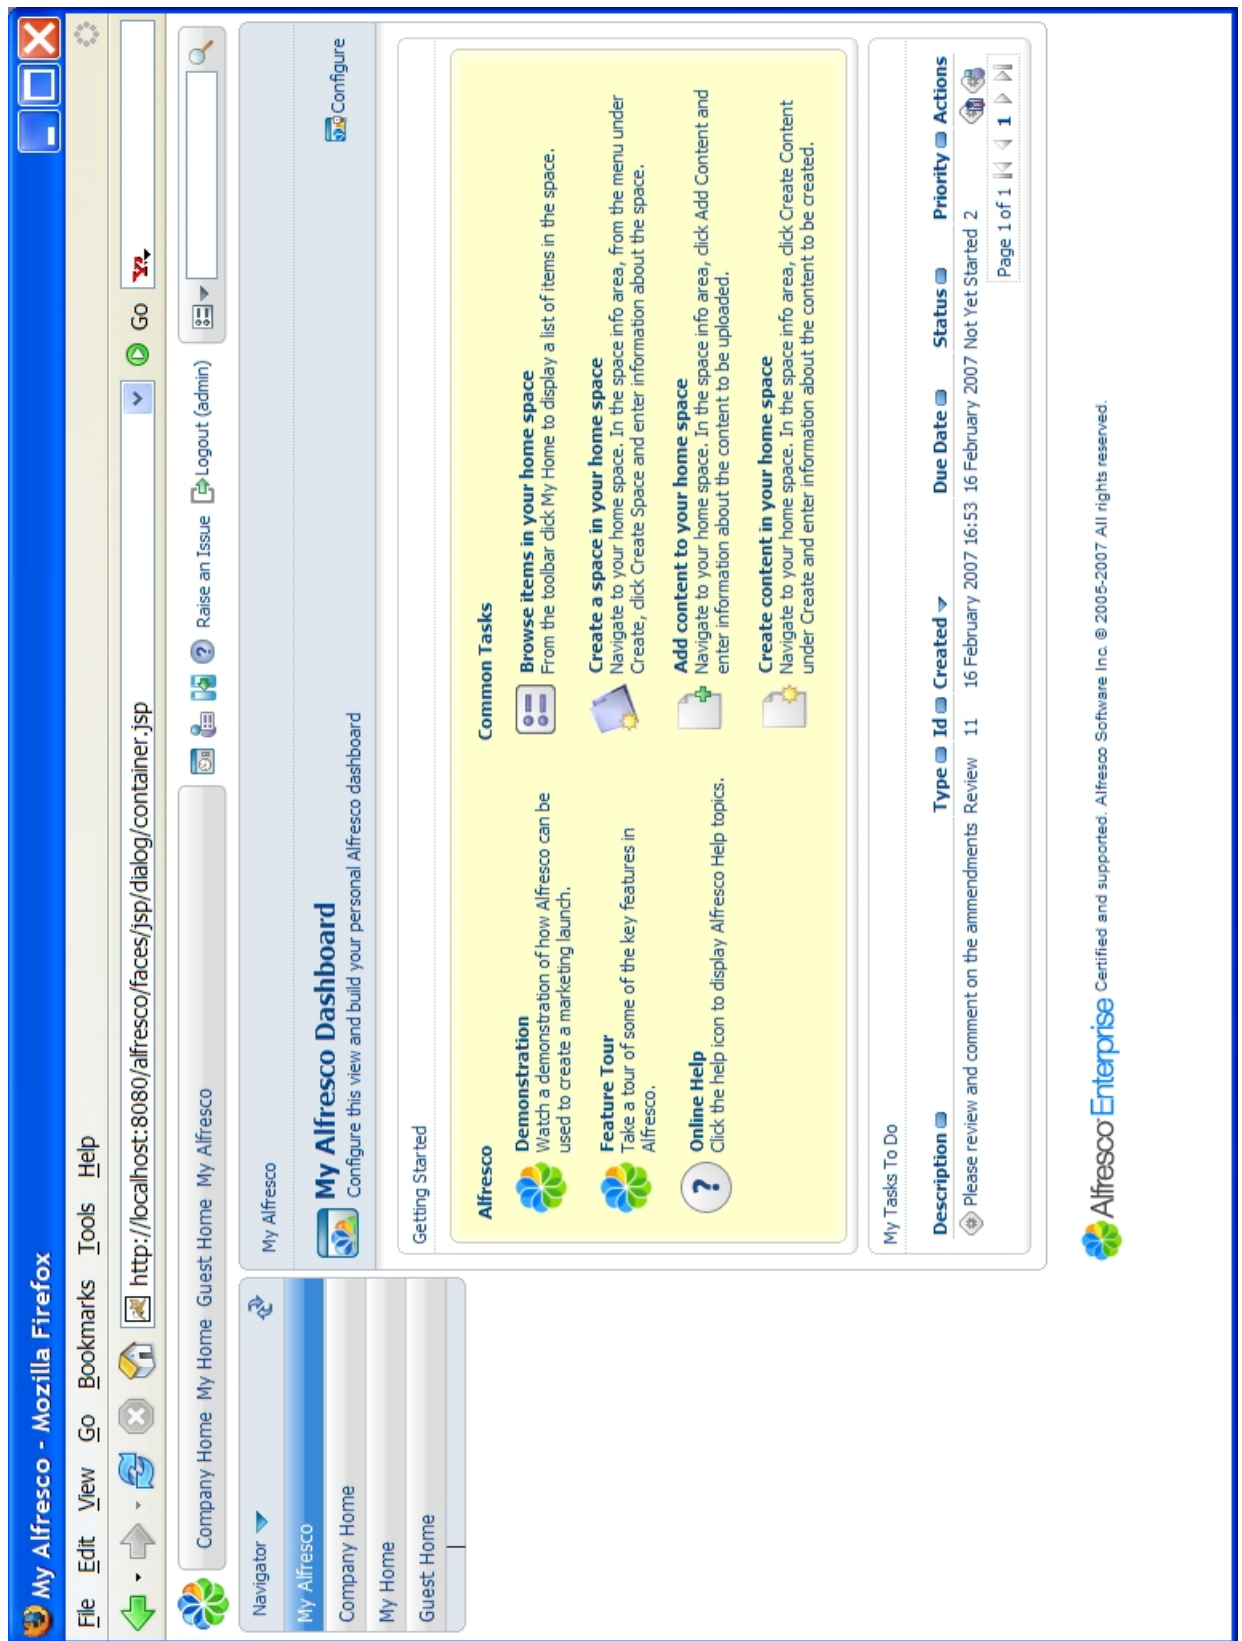 My Alfresco - Mozilla Firefox
File Edit View Go Bookmarks Tools Help
http://localhost:8080/alfresco/faces/jsp/dialog/container.jsp
Go
Company Home My Home Guest Home My Alfresco
Raise an Issue
Logout (admin)
Navigator
My Alfresco
Company Home
My Home
Guest Home
My Alfresco
My Alfresco Dashboard
Configure this view and build your personal Alfresco dashboard
Configure
Getting Started
Alfresco
Demonstration
Watch a demonstration of how Alfresco can be
used to create a marketing launch.
Feature Tour
Take a tour of some of the key features in
Alfresco.
Online Help
Click the help icon to display Alfresco Help topics.
Common Tasks
Browse items in your home space
From the toolbar click My Home to display a list of items in the space.
Create a space in your home space
Navigate to your home space. In the space info area, from the menu under
Create, click Create Space and enter information about the space.
Add content to your home space
Navigate to your home space. In the space info area, click Add Content and
enter information about the content to be uploaded.
Create content in your home space
Navigate to your home space. In the space info area, click Create Content
under Create and enter information about the content to be created.
My Tasks To Do
Description Type Id Created Due Date Status Priority Actions
Please review and comment on the ammendments Review 11 16 February 2007 16:53 16 February 2007 Not Yet Started 2
Page 1 of 1 1
Alfresco Enterprise Certified and supported. Alfresco Software Inc. © 2005-2007 All rights reserved.